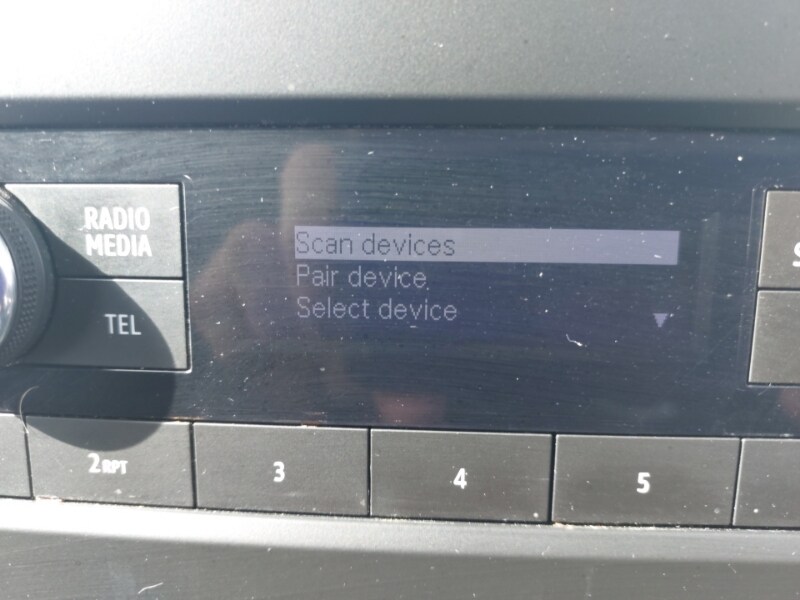 RADIO
MEDIA
TEL
Scan devices
Pair device
Select device
2RPT
3
4
5